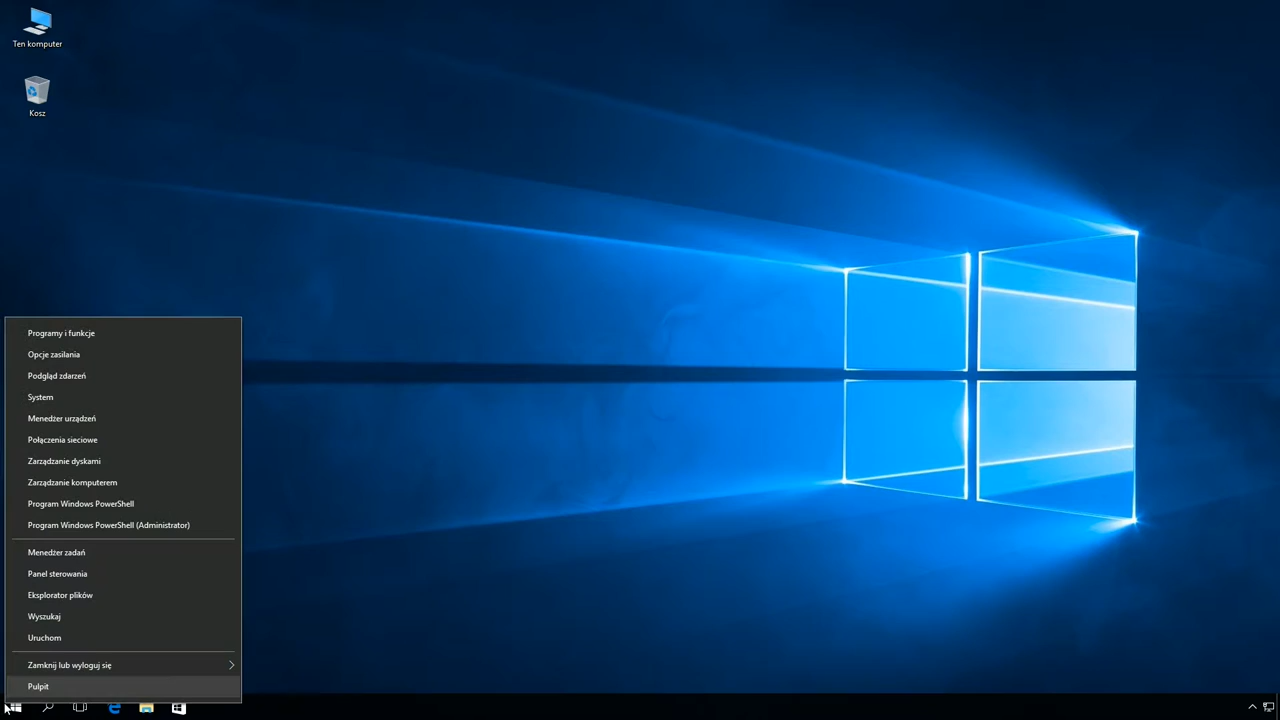 Ten komputer
Kosz
Programy i funkcje
Opcje zasilania
Podgląd zdarzeń
System
Menedżer urządzeń
Połączenia sieciowe
Zarządzanie dyskami
Zarządzanie komputerem
Program Windows PowerShell
Program Windows PowerShell (Administrator)
Menedżer zadań
Panel sterowania
Eksplorator plików
Wyszukaj
Uruchom
Zamknij lub wyloguj się
Pulpit